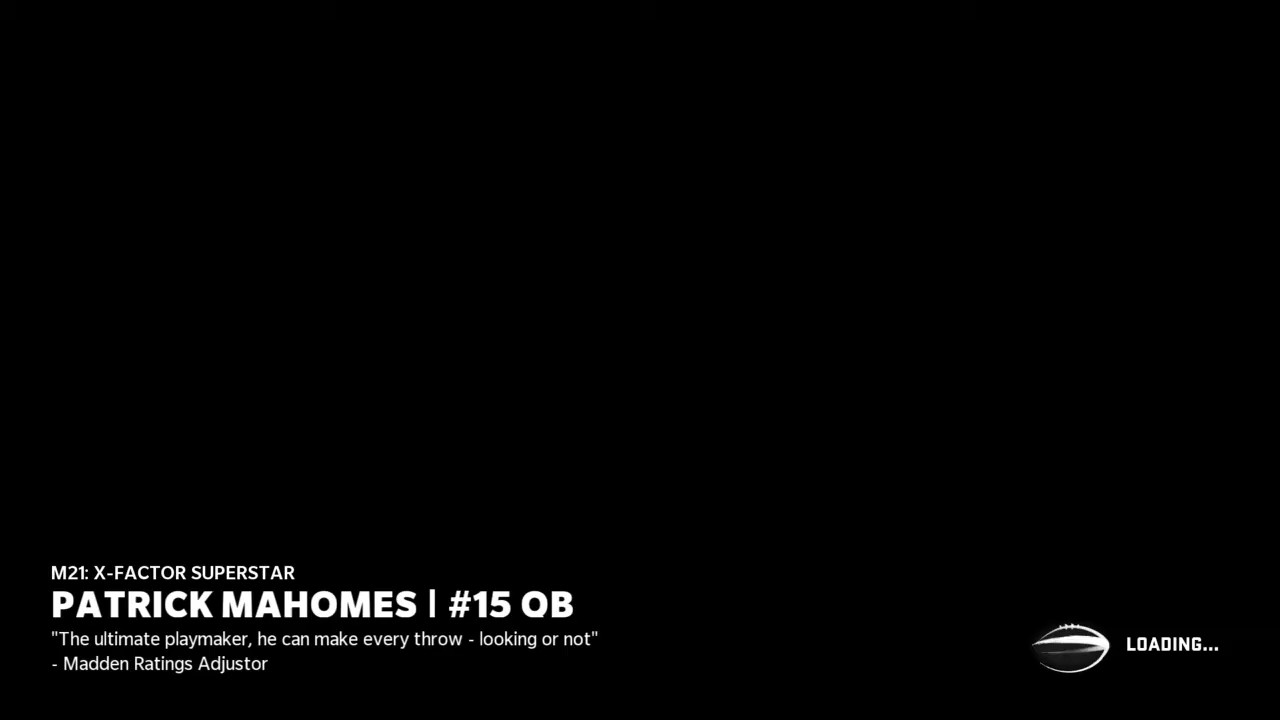 M21: X-FACTOR SUPERSTAR
PATRICK MAHOMES | #15 QB
"The ultimate playmaker, he can make every throw - looking or not"
- Madden Ratings Adjustor
LOADING...